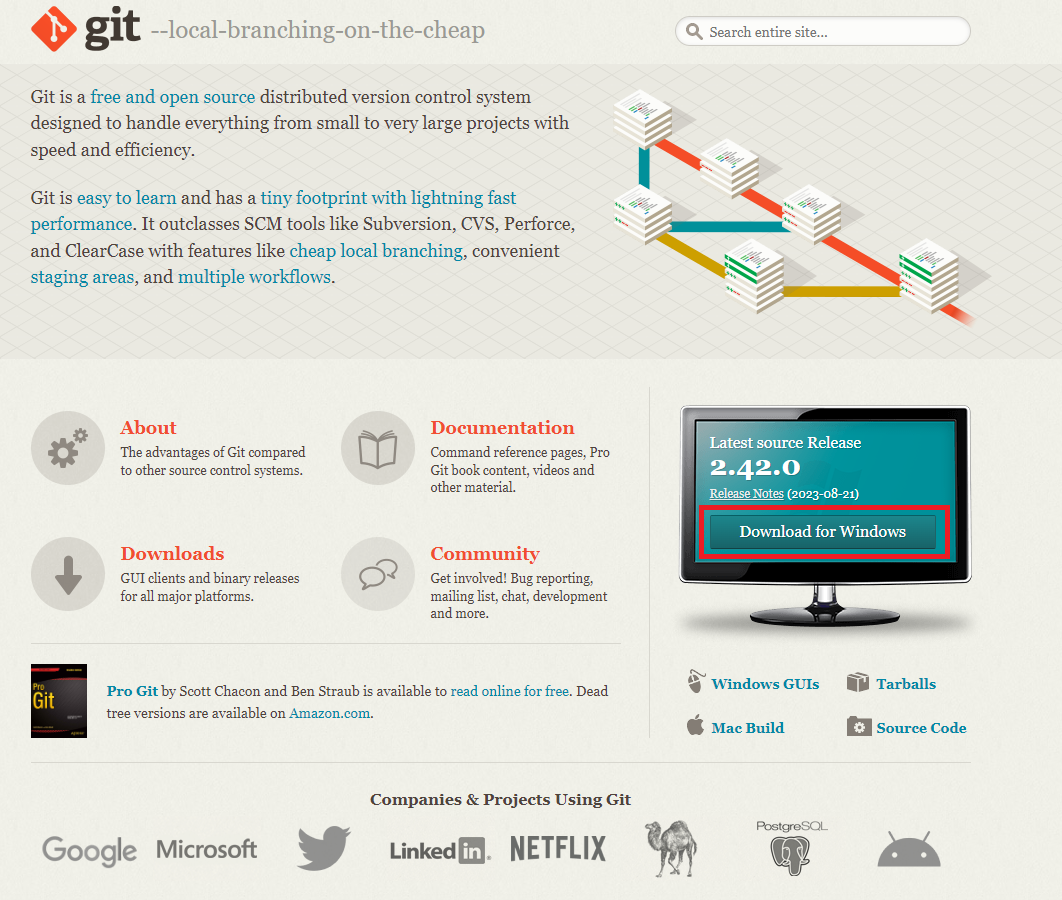 git --local-branching-on-the-cheap
Search entire site...
Git is a free and open source distributed version control system
designed to handle everything from small to very large projects with
speed and efficiency.
Git is easy to learn and has a tiny footprint with lightning fast
performance. It outclasses SCM tools like Subversion, CVS, Perforce,
and ClearCase with features like cheap local branching, convenient
staging areas, and multiple workflows.
About
The advantages of Git compared
to other source control systems.
Documentation
Command reference pages, Pro
Git book content, videos and
other material.
Downloads
GUI clients and binary releases
for all major platforms.
Community
Get involved! Bug reporting,
mailing list, chat, development
and more.
Latest source Release
2.42.0
Release Notes (2023-08-21)
Download for Windows
Pro
Git
Pro Git by Scott Chacon and Ben Straub is available to read online for free. Dead
tree versions are available on Amazon.com.
Windows GUIs
Tarballs
Mac Build
Source Code
Companies & Projects Using Git
Google
Microsoft
Linked in
NETFLIX
PostgreSQL